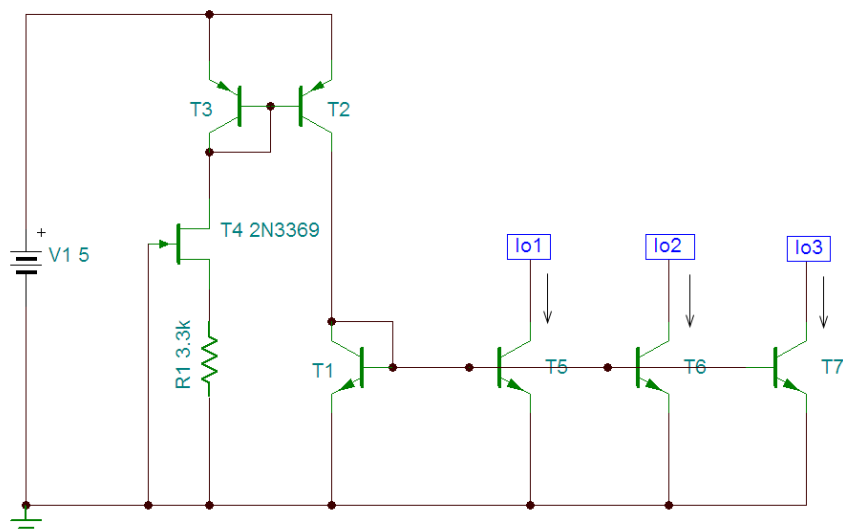 T3
T2
+
V1 5
T4 2N3369
R1 3.3k
Io1
Io2
Io3
T1
T5
T6
T7